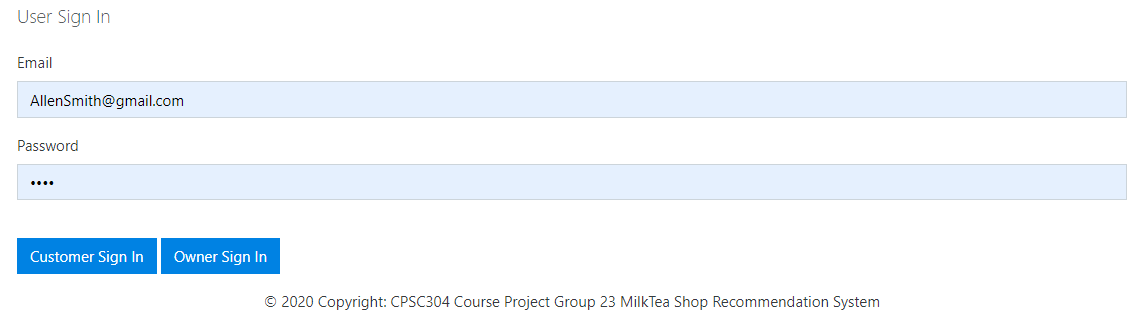 User Sign In
Email
AllenSmith@gmail.com
Password
••••
Customer Sign In Owner Sign In
© 2020 Copyright: CPSC304 Course Project Group 23 MilkTea Shop Recommendation System